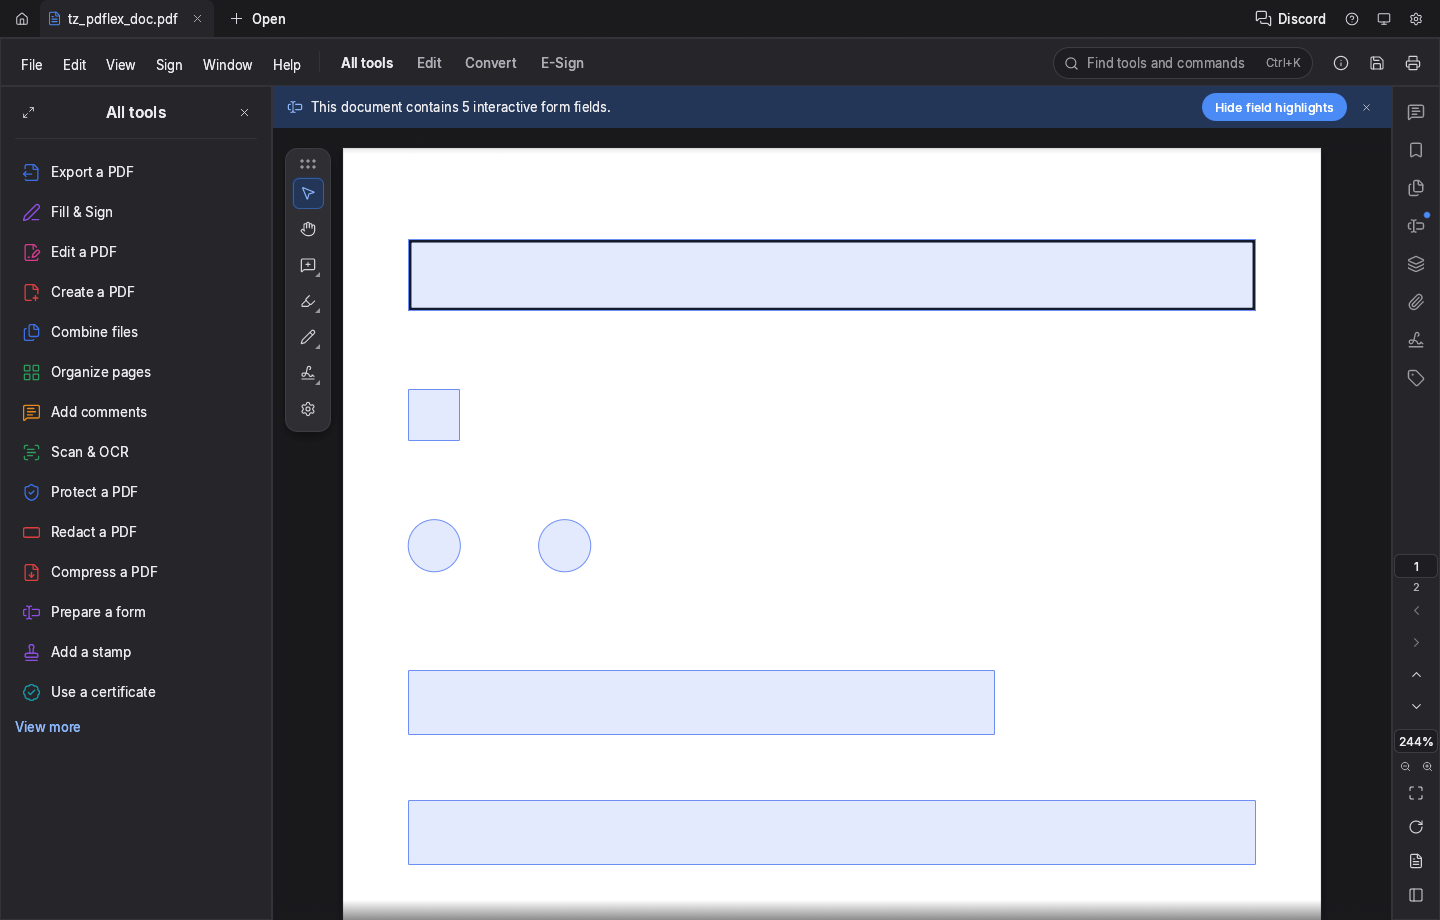 tz_pdflex_doc.pdf
Open
Discord
File Edit View Sign Window Help
All tools Edit Convert E-Sign
Find tools and commands Ctrl+K
All tools
This document contains 5 interactive form fields.
Hide field highlights
Export a PDF
Fill & Sign
Edit a PDF
Create a PDF
Combine files
Organize pages
Add comments
Scan & OCR
Protect a PDF
Redact a PDF
Compress a PDF
Prepare a form
Add a stamp
Use a certificate
View more
1
2
244%